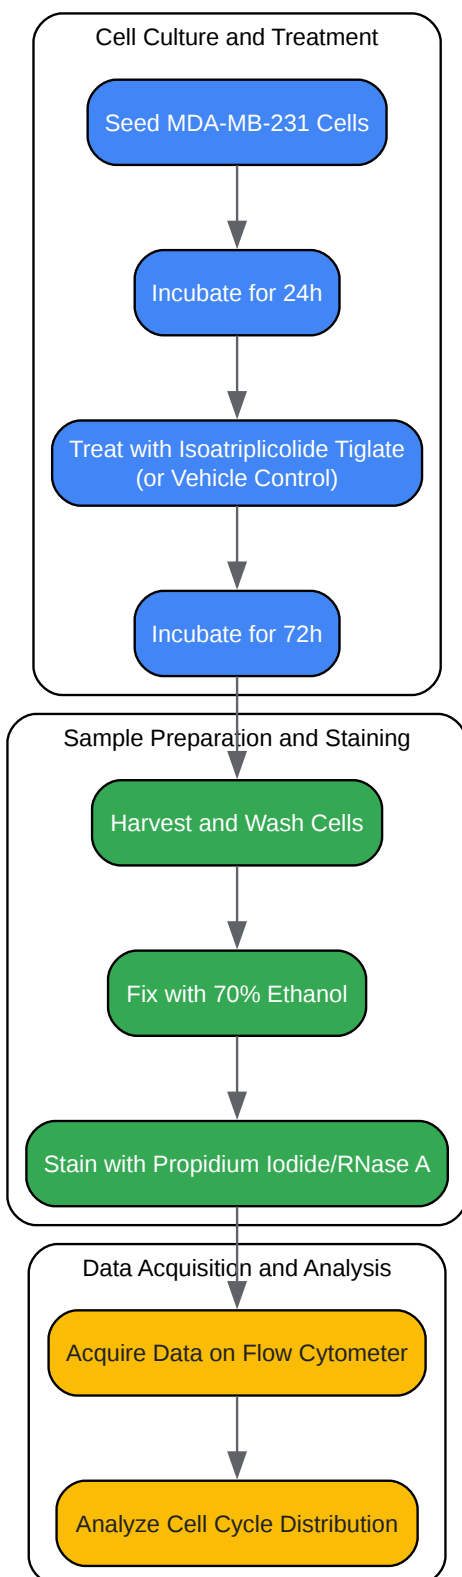 Cell Culture and Treatment
Seed MDA-MB-231 Cells
Incubate for 24h
Treat with Isoatriplicolide Tiglate
(or Vehicle Control)
Incubate for 72h
Sample Preparation and Staining
Harvest and Wash Cells
Fix with 70% Ethanol
Stain with Propidium Iodide/RNase A
Data Acquisition and Analysis
Acquire Data on Flow Cytometer
Analyze Cell Cycle Distribution